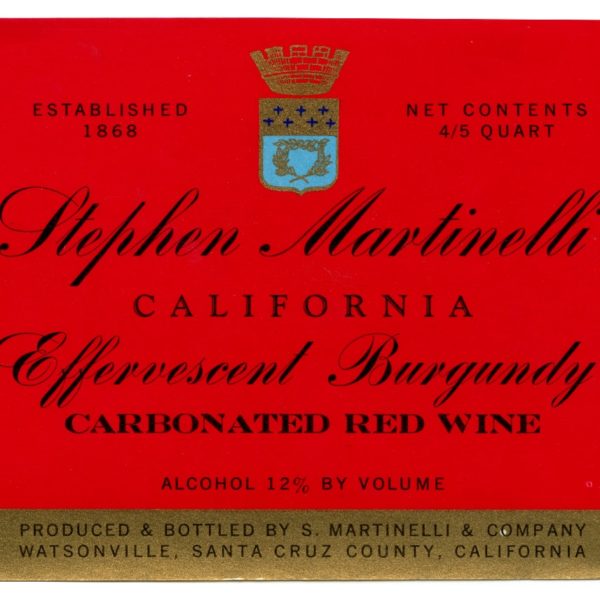 ESTABLISHED
1868
NET CONTENTS
4/5 QUART
Stephen Martinelli
CALIFORNIA
Effervescent Burgundy
CARBONATED RED WINE
ALCOHOL 12% BY VOLUME
PRODUCED & BOTTLED BY S. MARTINELLI & COMPANY
WATSONVILLE, SANTA CRUZ COUNTY, CALIFORNIA